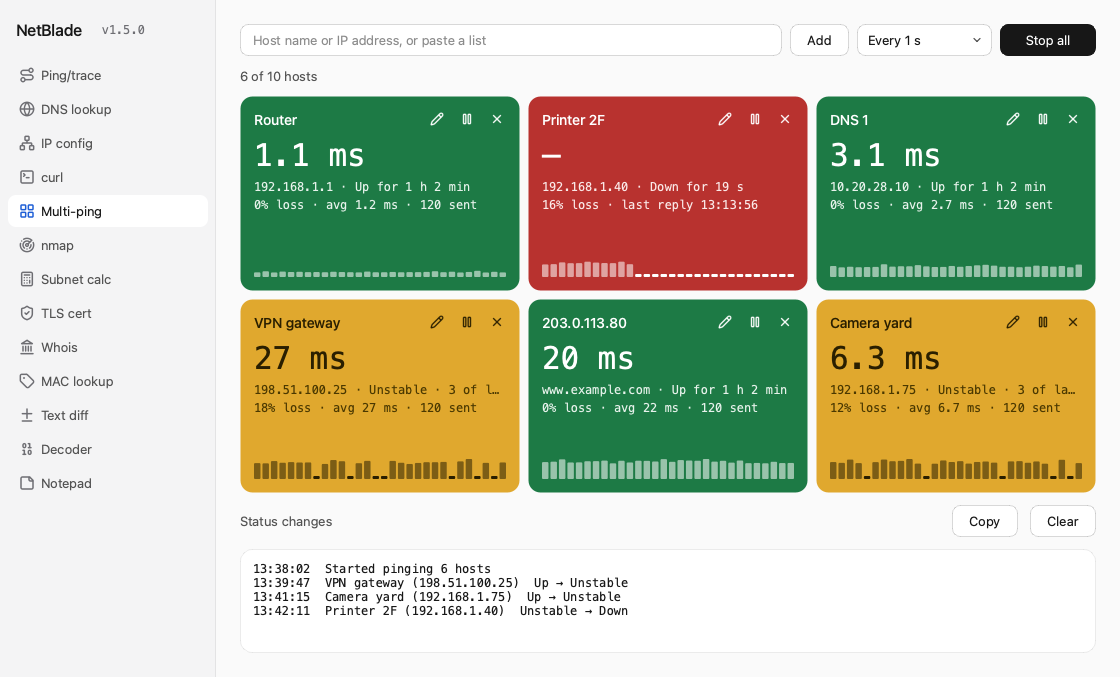 NetBlade v1.5.0
Ping/trace
DNS lookup
IP config
curl
Multi-ping
nmap
Subnet calc
TLS cert
Whois
MAC lookup
Text diff
Decoder
Notepad
Host name or IP address, or paste a list
Add
Every 1 s
Stop all
6 of 10 hosts
Router
1.1 ms
192.168.1.1 · Up for 1 h 2 min
0% loss · avg 1.2 ms · 120 sent
Printer 2F
—
192.168.1.40 · Down for 19 s
16% loss · last reply 13:13:56
DNS 1
3.1 ms
10.20.28.10 · Up for 1 h 2 min
0% loss · avg 2.7 ms · 120 sent
VPN gateway
27 ms
198.51.100.25 · Unstable · 3 of l…
18% loss · avg 27 ms · 120 sent
203.0.113.80
20 ms
www.example.com · Up for 1 h 2 min
0% loss · avg 22 ms · 120 sent
Camera yard
6.3 ms
192.168.1.75 · Unstable · 3 of la…
12% loss · avg 6.7 ms · 120 sent
Status changes
Copy
Clear
13:38:02 Started pinging 6 hosts
13:39:47 VPN gateway (198.51.100.25) Up → Unstable
13:41:15 Camera yard (192.168.1.75) Up → Unstable
13:42:11 Printer 2F (192.168.1.40) Unstable → Down